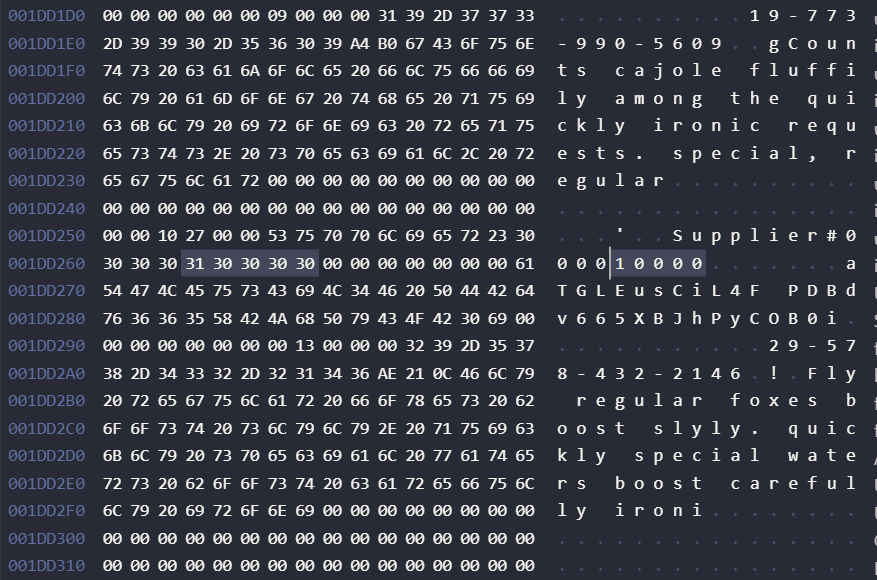 001DD1D0 00 00 00 00 00 00 09 00 00 00 31 39 2D 37 37 33 . . . . . . . . . . 1 9 - 7 7 3
001DD1E0 2D 39 39 30 2D 35 36 30 39 A4 B0 67 43 6F 75 6E - 9 9 0 - 5 6 0 9 . . g C o u n
001DD1F0 74 73 20 63 61 6A 6F 6C 65 20 66 6C 75 66 66 69 t s c a j o l e f l u f f i
001DD200 6C 79 20 61 6D 6F 6E 67 20 74 68 65 20 71 75 69 l y a m o n g t h e q u i
001DD210 63 6B 6C 79 20 69 72 6F 6E 69 63 20 72 65 71 75 c k l y i r o n i c r e q u
001DD220 65 73 74 73 2E 20 73 70 65 63 69 61 6C 2C 20 72 e s t s . s p e c i a l , r
001DD230 65 67 75 6C 61 72 00 00 00 00 00 00 00 00 00 00 e g u l a r . . . . . . . . . .
001DD240 00 00 00 00 00 00 00 00 00 00 00 00 00 00 00 00 . . . . . . . . . . . . . . . .
001DD250 00 00 10 27 00 00 53 75 70 70 6C 69 65 72 23 30 . . . ' . . S u p p l i e r # 0
001DD260 30 30 30 31 30 30 30 30 00 00 00 00 00 00 00 61 0 0 0 1 0 0 0 0 . . . . . . . a
001DD270 54 47 4C 45 75 73 43 69 4C 34 46 20 50 44 42 64 T G L E u s C i L 4 F P D B d
001DD280 76 36 36 35 58 42 4A 68 50 79 43 4F 42 30 69 00 v 6 6 5 X B J h P y C O B 0 i .
001DD290 00 00 00 00 00 00 00 13 00 00 00 32 39 2D 35 37 . . . . . . . . . . . 2 9 - 5 7
001DD2A0 38 2D 34 33 32 2D 32 31 34 36 AE 21 0C 46 6C 79 8 - 4 3 2 - 2 1 4 6 . ! . F l y
001DD2B0 20 72 65 67 75 6C 61 72 20 66 6F 78 65 73 20 62 r e g u l a r f o x e s b
001DD2C0 6F 6F 73 74 20 73 6C 79 6C 79 2E 20 71 75 69 63 o o s t s l y l y . q u i c
001DD2D0 6B 6C 79 20 73 70 65 63 69 61 6C 20 77 61 74 65 k l y s p e c i a l w a t e
001DD2E0 72 73 20 62 6F 6F 73 74 20 63 61 72 65 66 75 6C r s b o o s t c a r e f u l
001DD2F0 6C 79 20 69 72 6F 6E 69 00 00 00 00 00 00 00 00 l y i r o n i . . . . . . . .
001DD300 00 00 00 00 00 00 00 00 00 00 00 00 00 00 00 00 . . . . . . . . . . . . . . . .
001DD310 00 00 00 00 00 00 00 00 00 00 00 00 00 00 00 00 . . . . . . . . . . . . . . . .